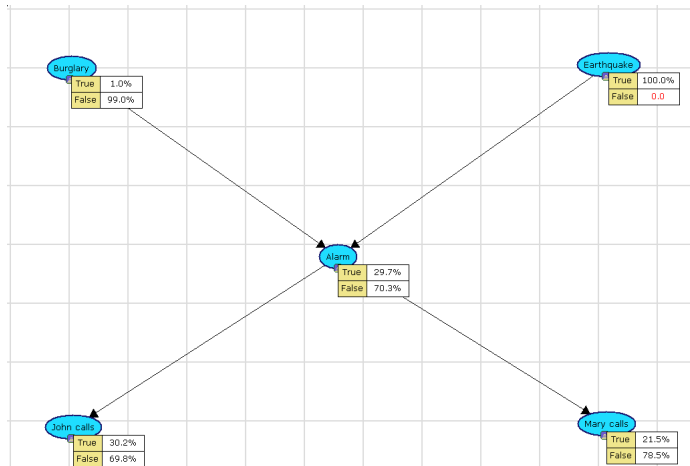 Burglary
True 1.0%
False 99.0%
Earthquake
True 100.0%
False 0.0
Alarm
True 29.7%
False 70.3%
John calls
True 30.2%
False 69.8%
Mary calls
True 21.5%
False 78.5%